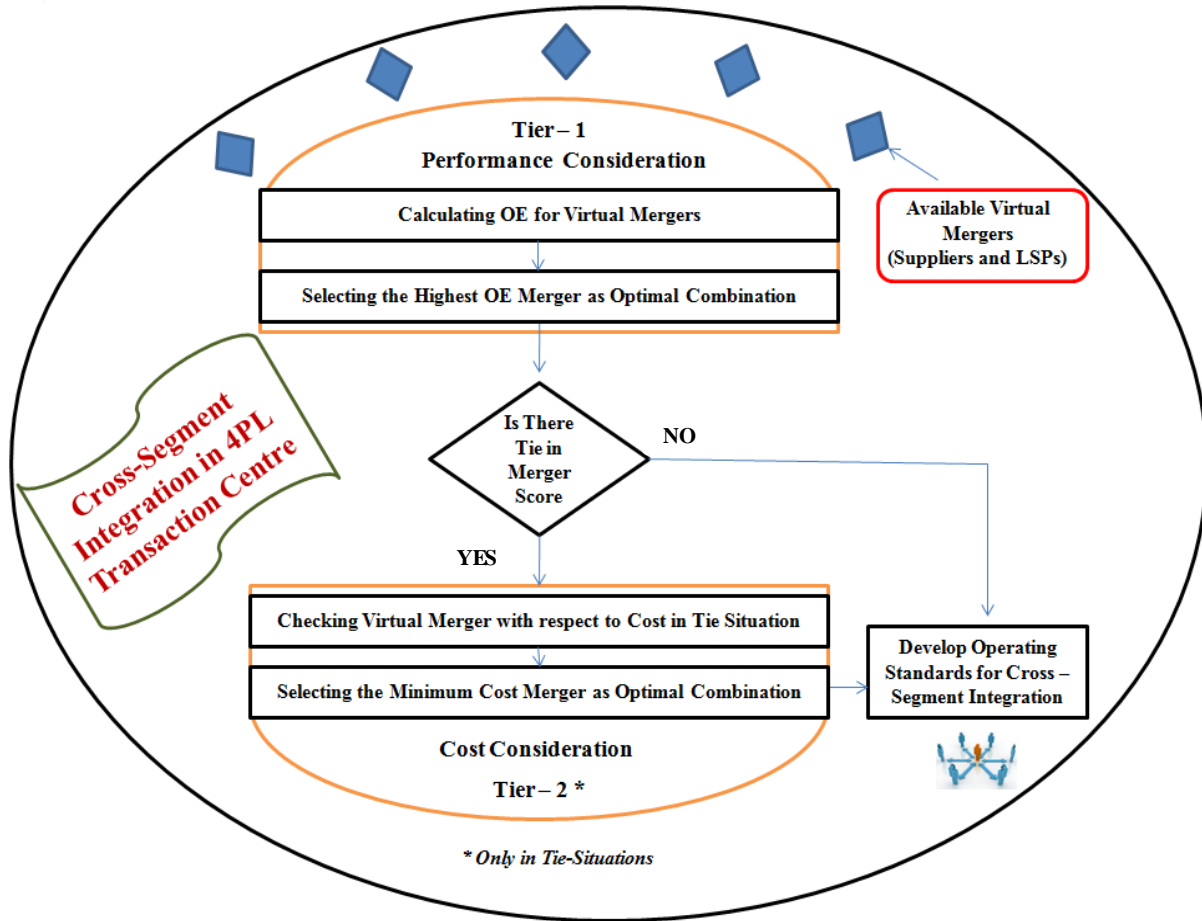 Tier – 1
Performance Consideration
Calculating OE for Virtual Mergers
Selecting the Highest OE Merger as Optimal Combination
Available Virtual
Mergers
(Suppliers and LSPs)
Cross-Segment
Integration in 4PL
Transaction Centre
Is There
Tie in
Merger
Score
NO
YES
Checking Virtual Merger with respect to Cost in Tie Situation
Selecting the Minimum Cost Merger as Optimal Combination
Develop Operating
Standards for Cross –
Segment Integration
Cost Consideration
Tier – 2 *
* Only in Tie-Situations